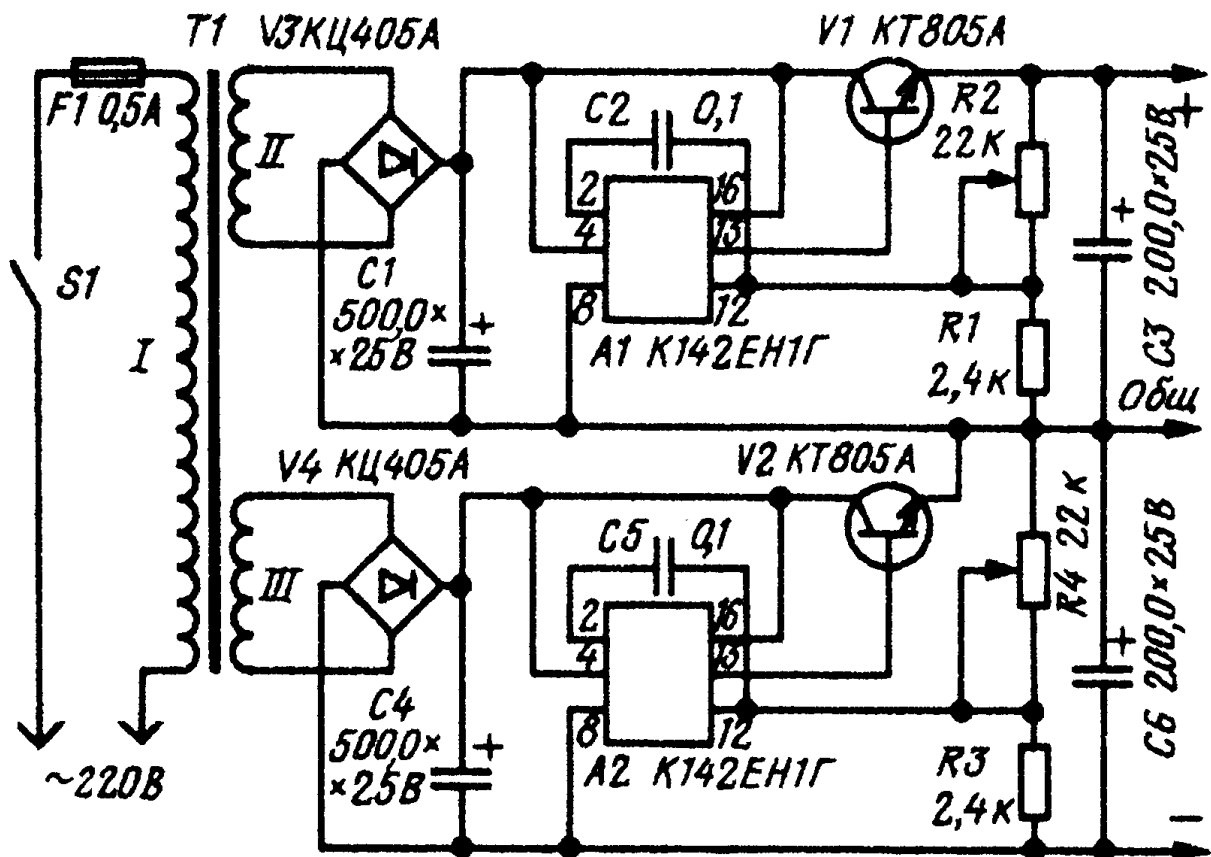 T1 V3 КЦ405А
V1 КТ805А
F1 0,5А
II
C2 0,1
R2
22к
2
16
4
13
8
12
S1
C1
500,0×
×25В
+
A1 К142ЕН1Г
R1
2,4к
C3 200,0×25В
+
+
Общ
I
V4 КЦ405А
V2 КТ805А
III
C5 0,1
R4 22к
2
16
4
13
8
12
C4
500,0×
×25В
+
A2 К142ЕН1Г
R3
2,4к
C6 200,0×25В
+
−
~220В